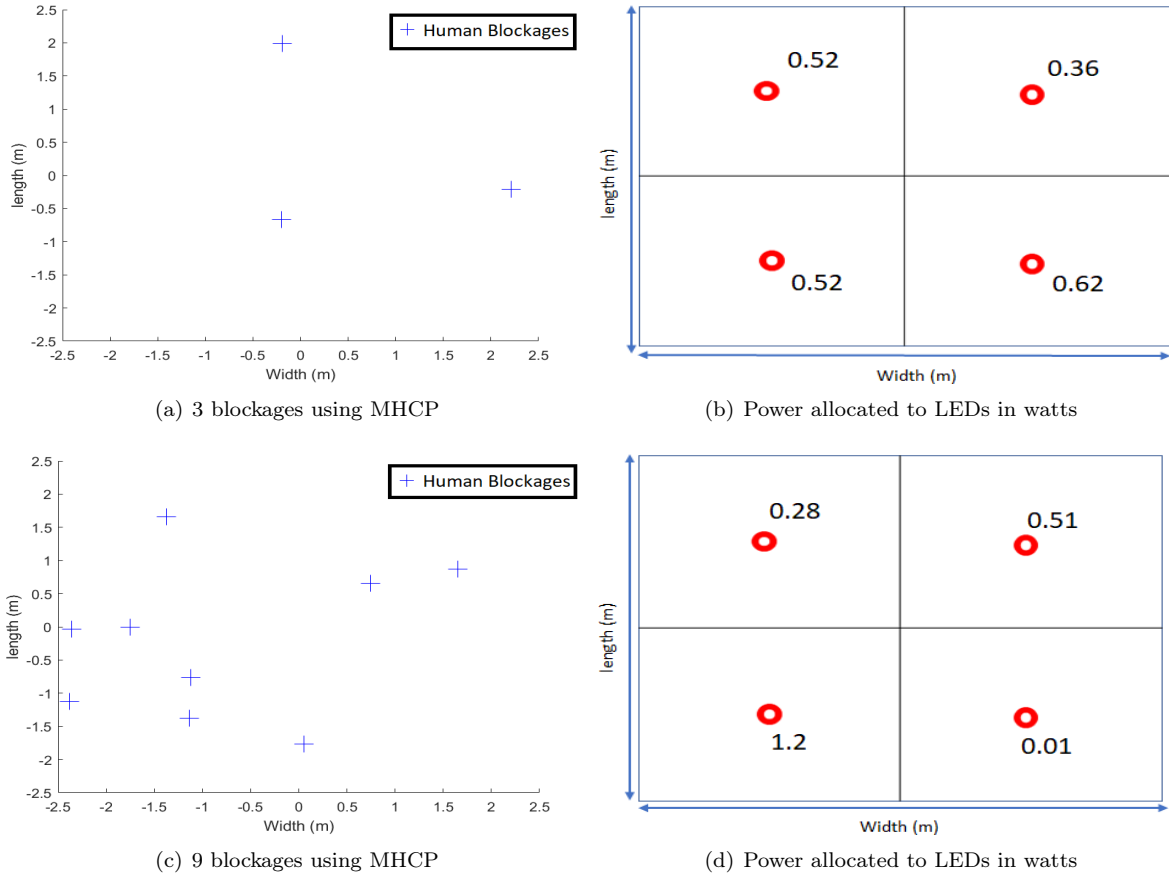 2.5
2
1.5
1
0.5
0
-0.5
-1
-1.5
-2
-2.5
length (m)
-2.5 -2 -1.5 -1 -0.5 0 0.5 1 1.5 2 2.5
Width (m)
Human Blockages
(a) 3 blockages using MHCP
0.52
0.36
0.52
0.62
length (m)
Width (m)
(b) Power allocated to LEDs in watts
2.5
2
1.5
1
0.5
0
-0.5
-1
-1.5
-2
-2.5
length (m)
-2.5 -2 -1.5 -1 -0.5 0 0.5 1 1.5 2 2.5
Width (m)
Human Blockages
(c) 9 blockages using MHCP
0.28
0.51
1.2
0.01
length (m)
Width (m)
(d) Power allocated to LEDs in watts